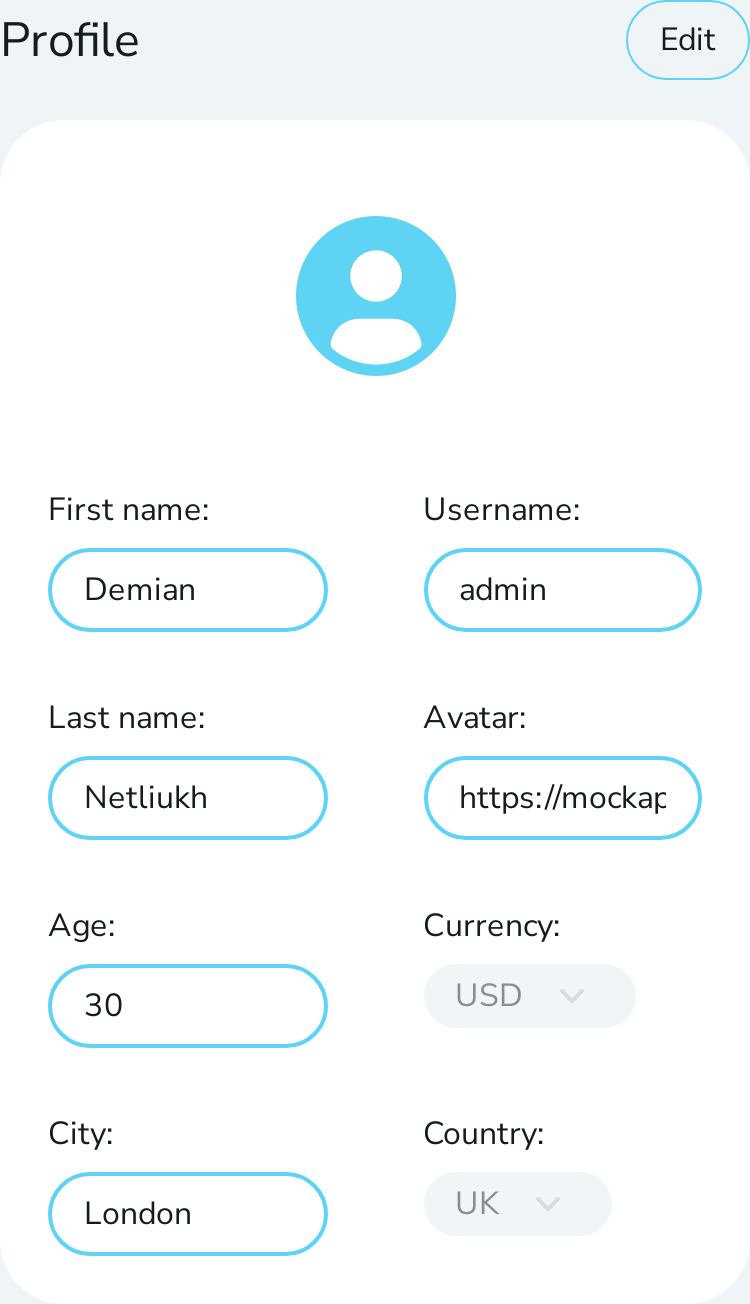 Profile
Edit
First name:
Username:
Demian
admin
Last name:
Avatar:
Netliukh
https://mockap
Age:
Currency:
30
USD
City:
Country:
London
UK